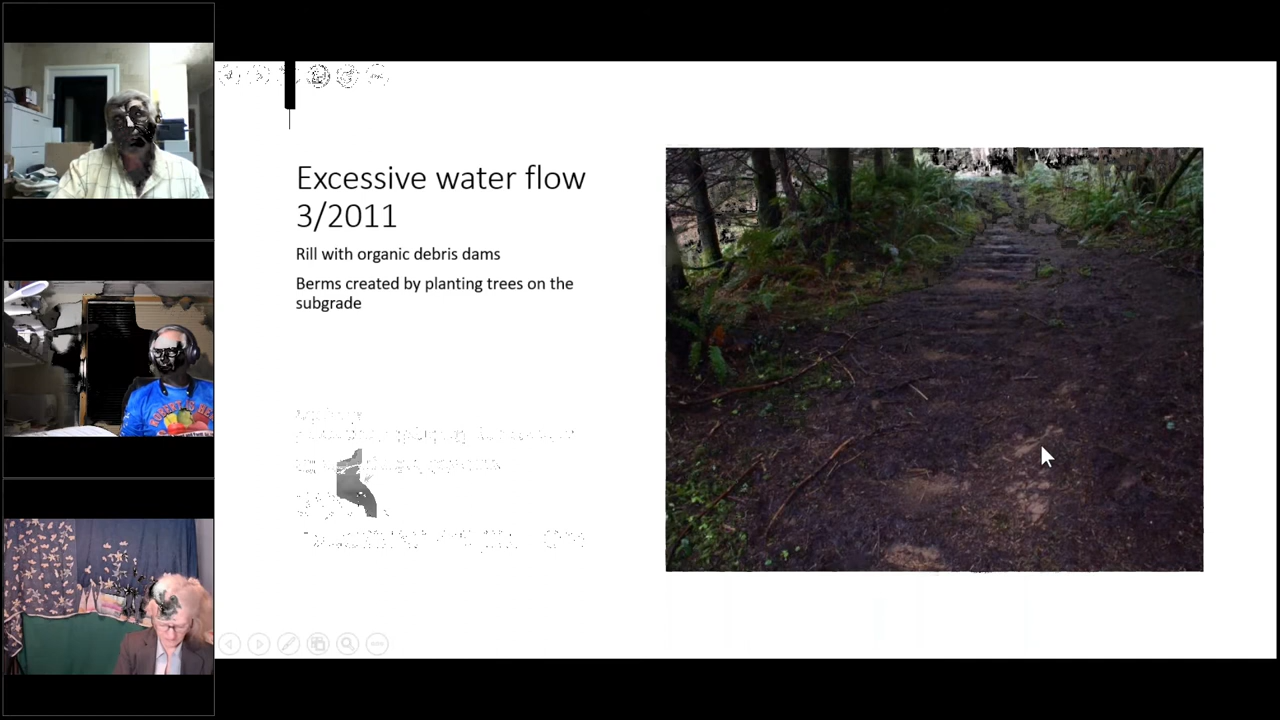 Excessive water flow
3/2011
Rill with organic debris dams
Berms created by planting trees on the
subgrade